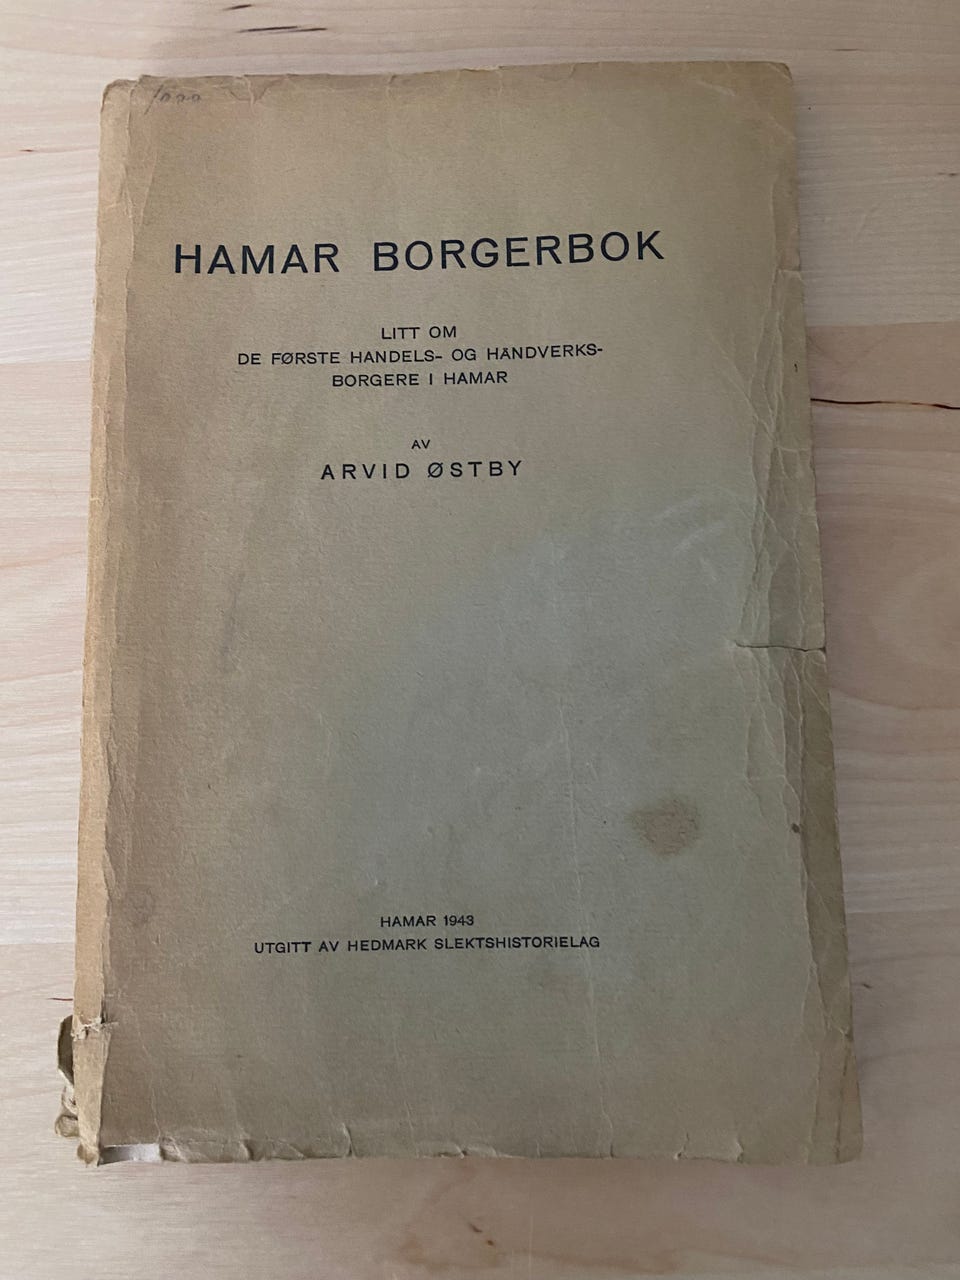 HAMAR BORGERBOK
LITT OM
DE FØRSTE HANDELS- OG HÅNDVERKS-
BORGERE I HAMAR
AV
ARVID ØSTBY
HAMAR 1943
UTGITT AV HEDMARK SLEKTSHISTORIELAG